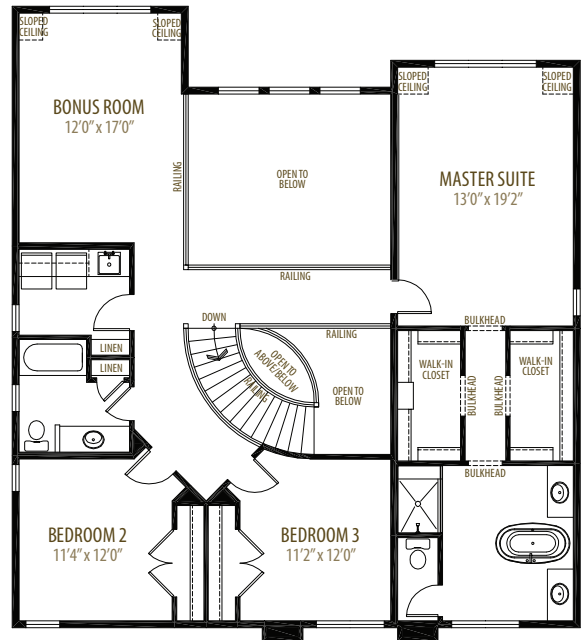 SLOPED
CEILING
SLOPED
CEILING
BONUS ROOM
12'0" x 17'0"
RAILING
OPEN TO
BELOW
SLOPED
CEILING
SLOPED
CEILING
MASTER SUITE
13'0" x 19'2"
RAILING
DOWN
RAILING
BULKHEAD
LINEN
LINEN
OPEN TO
ABOVE/BELOW
RAILING
OPEN TO
BELOW
WALK-IN
CLOSET
BULKHEAD
BULKHEAD
WALK-IN
CLOSET
BULKHEAD
BEDROOM 2
11'4" x 12'0"
BEDROOM 3
11'2" x 12'0"